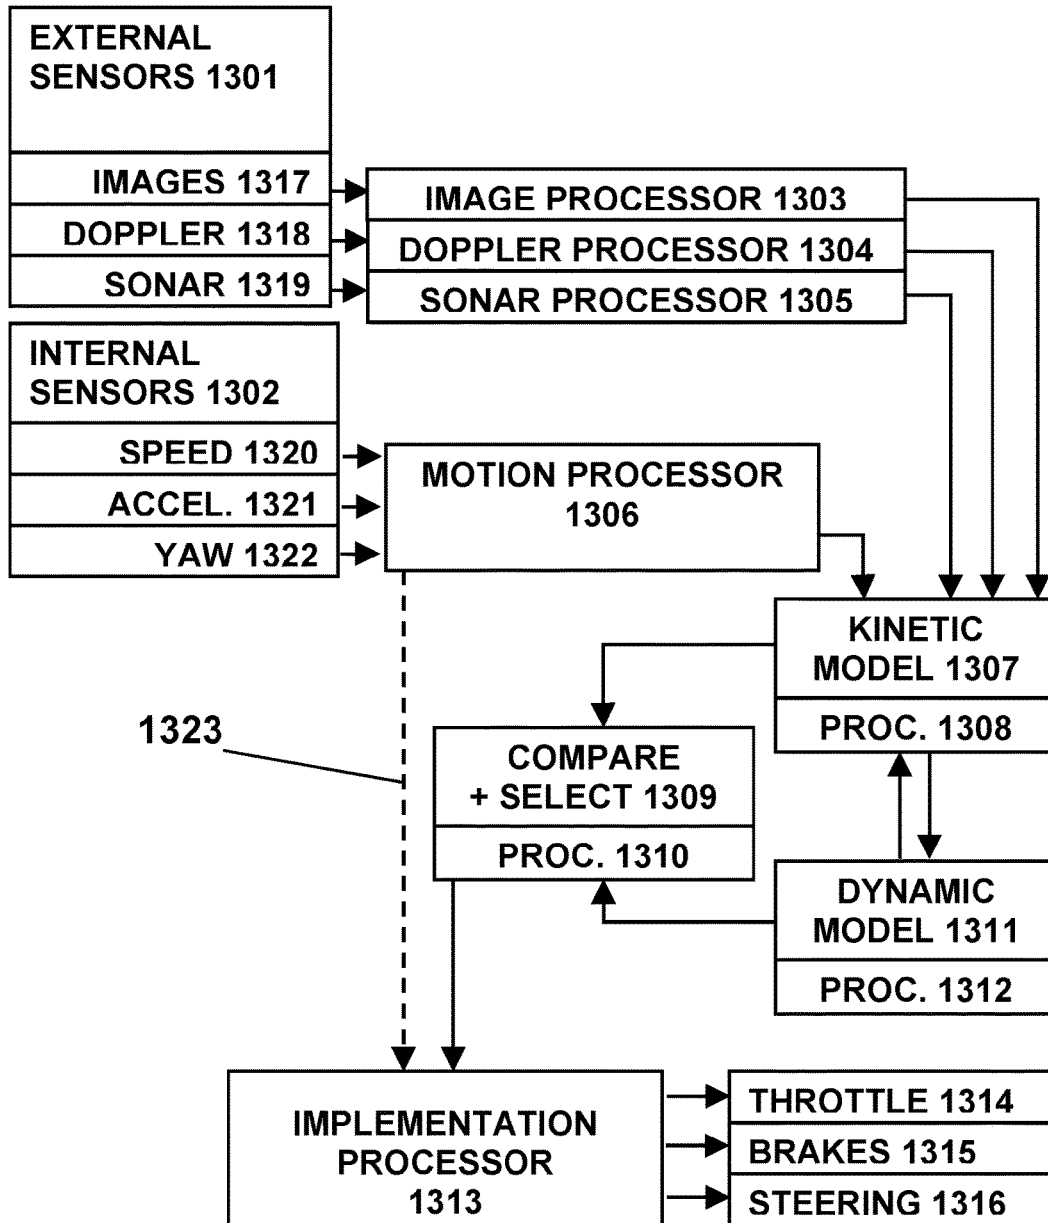 EXTERNAL
SENSORS 1301
IMAGES 1317
DOPPLER 1318
SONAR 1319
IMAGE PROCESSOR 1303
DOPPLER PROCESSOR 1304
SONAR PROCESSOR 1305
INTERNAL
SENSORS 1302
SPEED 1320
ACCEL. 1321
YAW 1322
MOTION PROCESSOR
1306
KINETIC
MODEL 1307
PROC. 1308
1323
COMPARE
+ SELECT 1309
PROC. 1310
DYNAMIC
MODEL 1311
PROC. 1312
IMPLEMENTATION
PROCESSOR
1313
THROTTLE 1314
BRAKES 1315
STEERING 1316